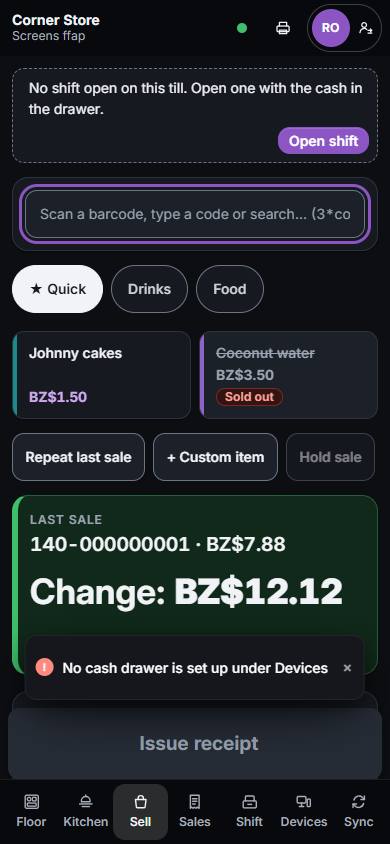 Corner Store
Screens ffap
RO
No shift open on this till. Open one with the cash in
the drawer.
Open shift
Scan a barcode, type a code or search... (3*co
★ Quick
Drinks
Food
Johnny cakes
BZ$1.50
Coconut water
BZ$3.50
Sold out
Repeat last sale
+ Custom item
Hold sale
LAST SALE
140-000000001 · BZ$7.88
Change: BZ$12.12
No cash drawer is set up under Devices
×
Issue receipt
Floor
Kitchen
Sell
Sales
Shift
Devices
Sync